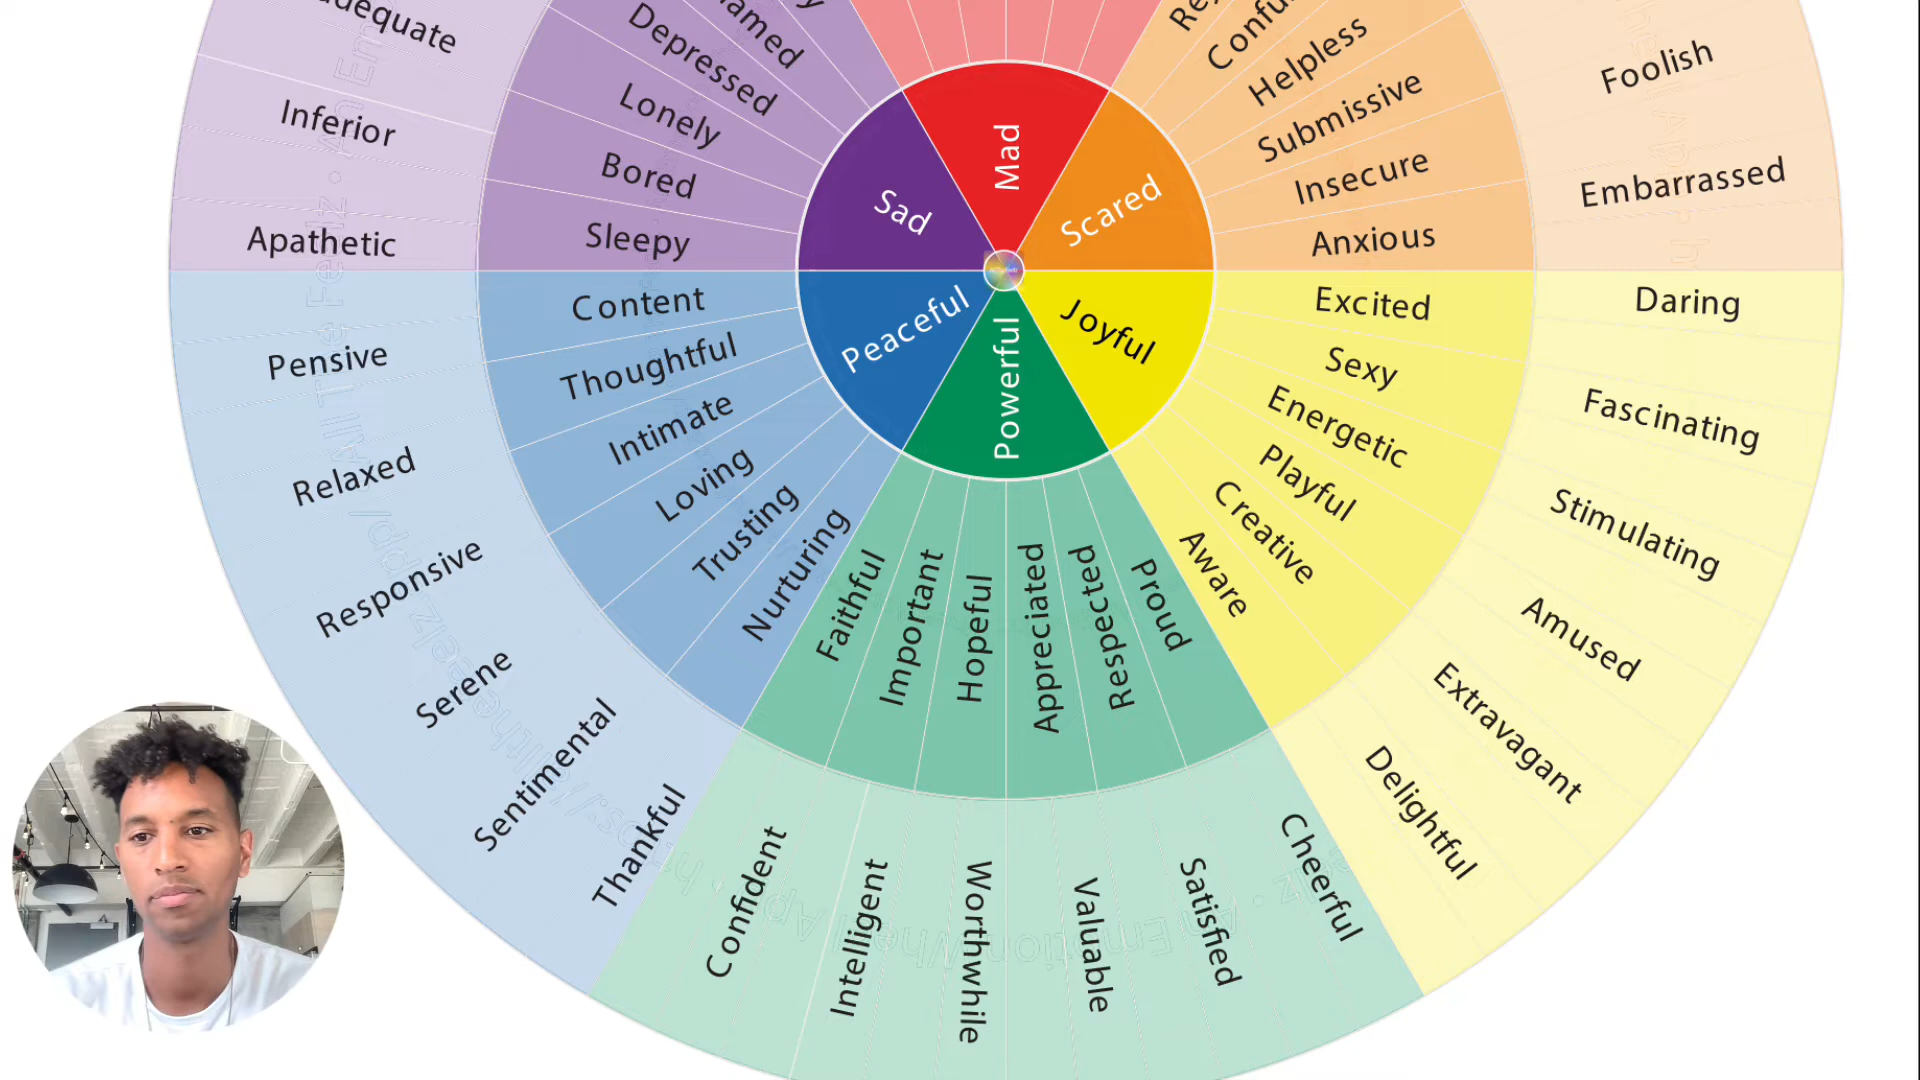 Mad
Scared
Joyful
Powerful
Peaceful
Sad
Depressed
Lonely
Bored
Sleepy
Inferior
Apathetic
Helpless
Submissive
Insecure
Anxious
Foolish
Embarrassed
Excited
Sexy
Energetic
Playful
Creative
Aware
Daring
Fascinating
Stimulating
Amused
Extravagant
Delightful
Proud
Respected
Appreciated
Hopeful
Important
Faithful
Cheerful
Satisfied
Valuable
Worthwhile
Intelligent
Confident
Nurturing
Trusting
Loving
Intimate
Thoughtful
Content
Thankful
Sentimental
Serene
Responsive
Relaxed
Pensive